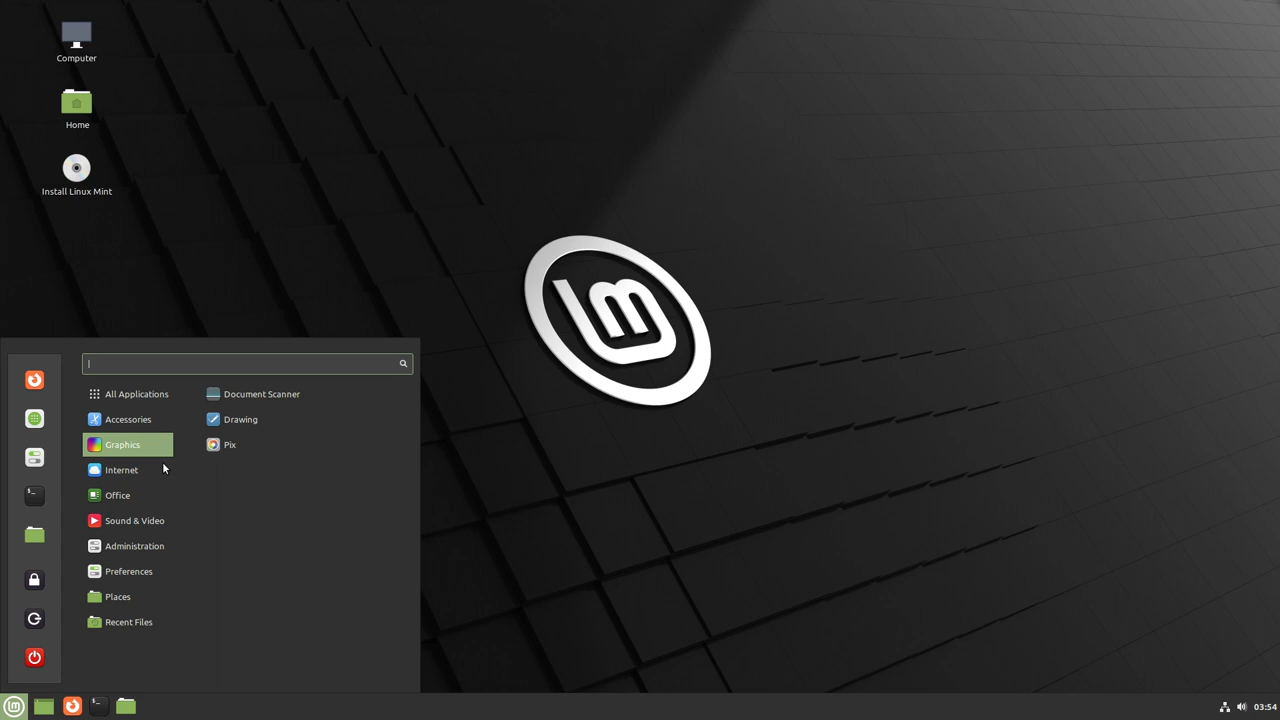 Computer
Home
Install Linux Mint
All Applications
Accessories
Graphics
Internet
Office
Sound & Video
Administration
Preferences
Places
Recent Files
Document Scanner
Drawing
Pix
03:54